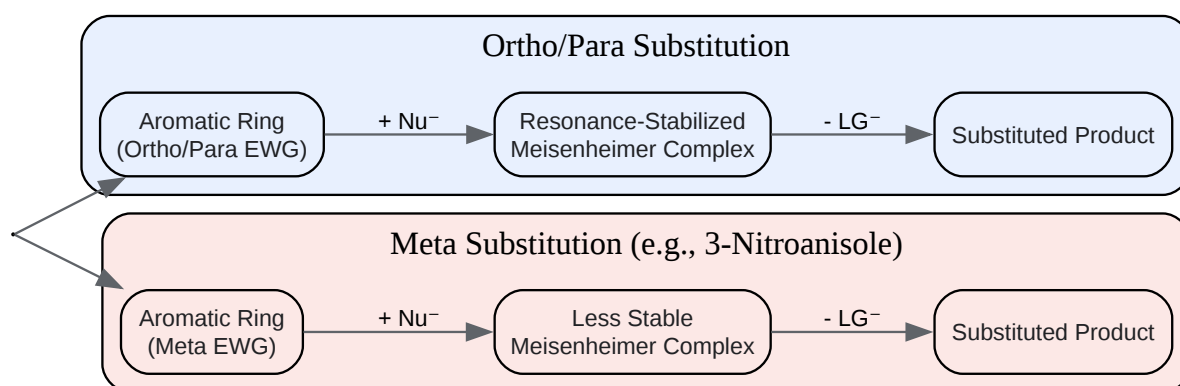 Ortho/Para Substitution
Aromatic Ring
(Ortho/Para EWG)
+ Nu⁻
Resonance-Stabilized
Meisenheimer Complex
- LG⁻
Substituted Product
Meta Substitution (e.g., 3-Nitroanisole)
Aromatic Ring
(Meta EWG)
+ Nu⁻
Less Stable
Meisenheimer Complex
- LG⁻
Substituted Product